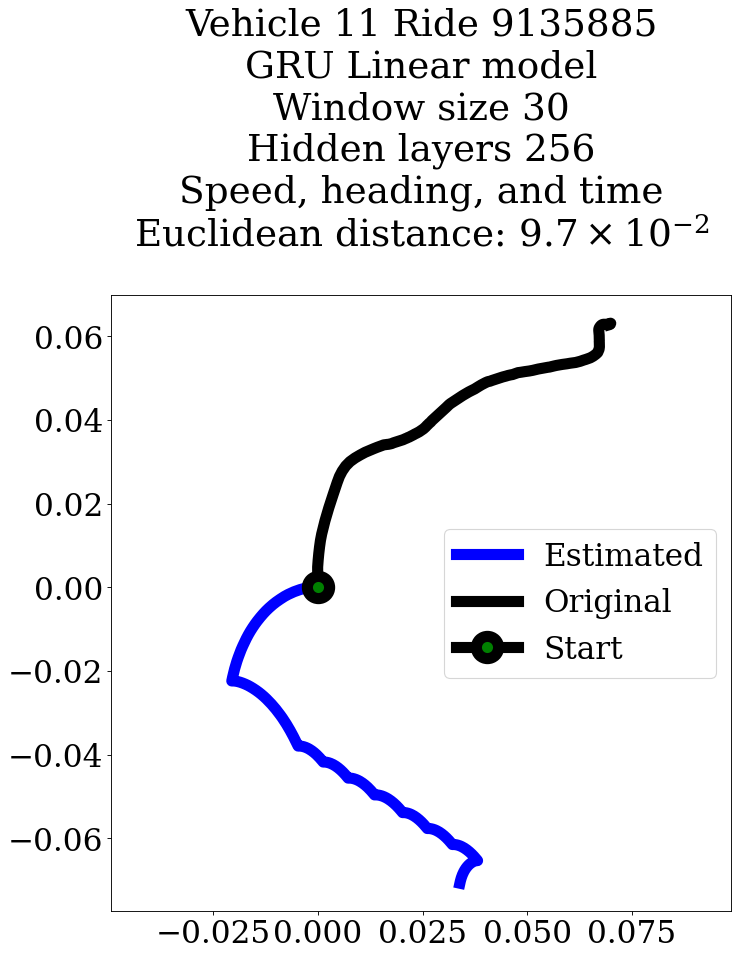 Vehicle 11 Ride 9135885
GRU Linear model
Window size 30
Hidden layers 256
Speed, heading, and time
Euclidean distance: 9.7 × 10⁻²
0.06
0.04
0.02
0.00
−0.02
−0.04
−0.06
Estimated
Original
Start
−0.025 0.000 0.025 0.050 0.075